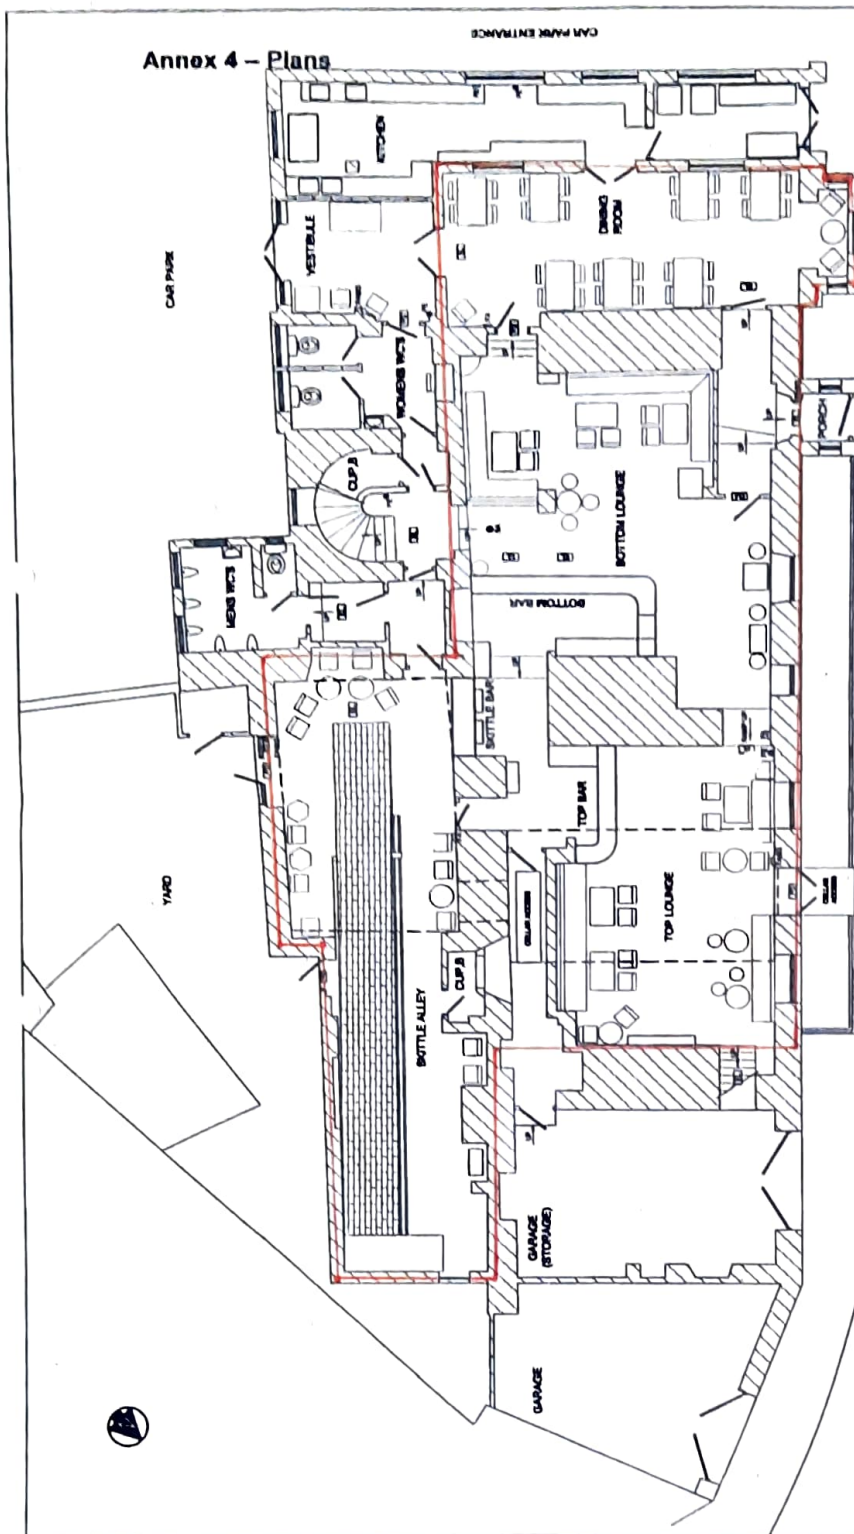 CAR PARK ENTRANCE
Annex 4 – Plans
KITCHEN
DINING
ROOM
VESTIBULE
CAR PARK
WOMENS WC'S
PORCH
CUP,B
BOTTOM LOUNGE
MENS WC'S
BOTTOM BAR
SKITTLE BAR
TOP BAR
YARD
TOP LOUNGE
CELLAR ACCESS
CELLAR
ACCESS
CUP,B
SKITTLE ALLEY
GARAGE
(STORAGE)
GARAGE